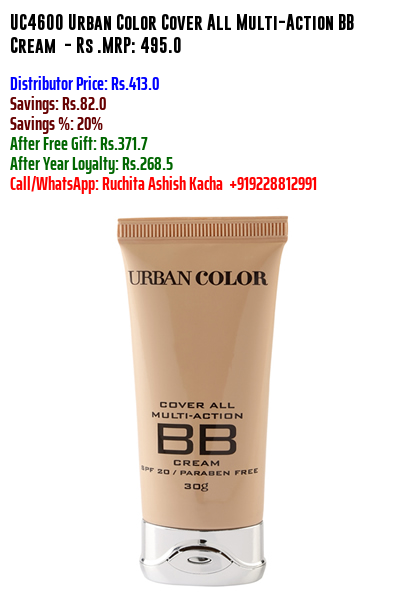 UC4600 Urban Color Cover All Multi-Action BB
Cream - Rs .MRP: 495.0
Distributor Price: Rs.413.0
Savings: Rs.82.0
Savings %: 20%
After Free Gift: Rs.371.7
After Year Loyalty: Rs.268.5
Call/WhatsApp: Ruchita Ashish Kacha +919228812991
URBAN COLOR
COVER ALL
MULTI-ACTION
BB
CREAM
SPF 20 / PARABEN FREE
30g